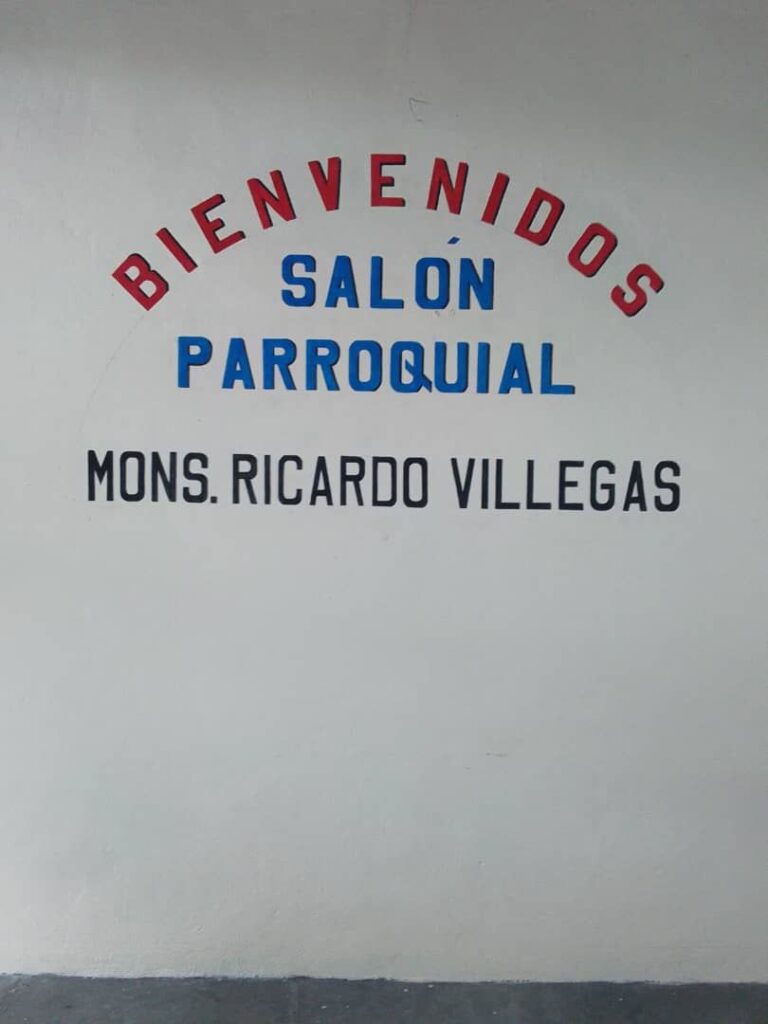 BIENVENIDOS
SALÓN
PARROQUIAL
MONS. RICARDO VILLEGAS